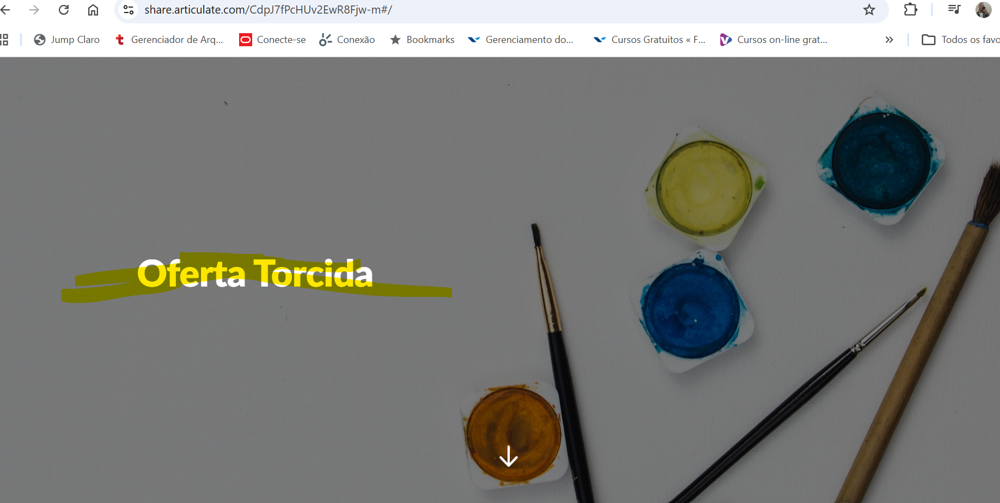 share.articulate.com/CdpJ7fPcHUv2EwR8Fjw-m#/
Jump Claro
Gerenciador de Arq...
Conecte-se
Conexão
Bookmarks
Gerenciamento do...
Cursos Gratuitos « F...
Cursos on-line grat...
Todos os favo
Oferta Torcida